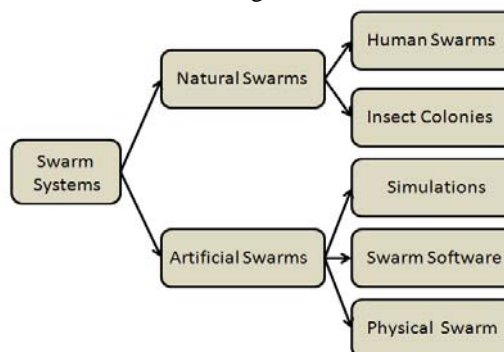 Human Swarms
Natural Swarms
Insect Colonies
Swarm
Systems
Simulations
Artificial Swarms
Swarm Software
Physical Swarm